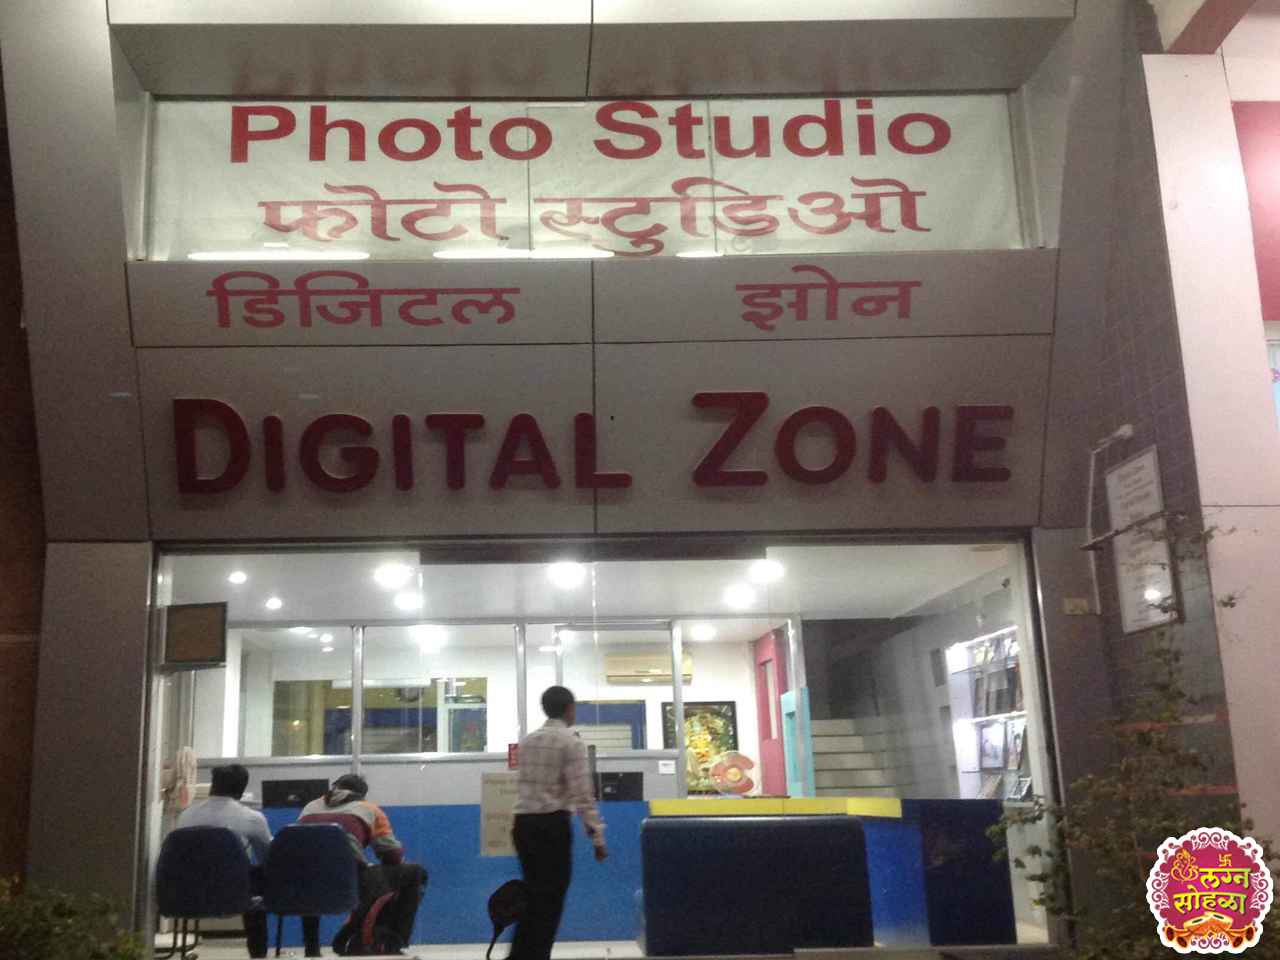 Photo Studio
फोटो स्टुडिओ
डिजिटल झोन
DIGITAL ZONE
लग्न
सोहळा